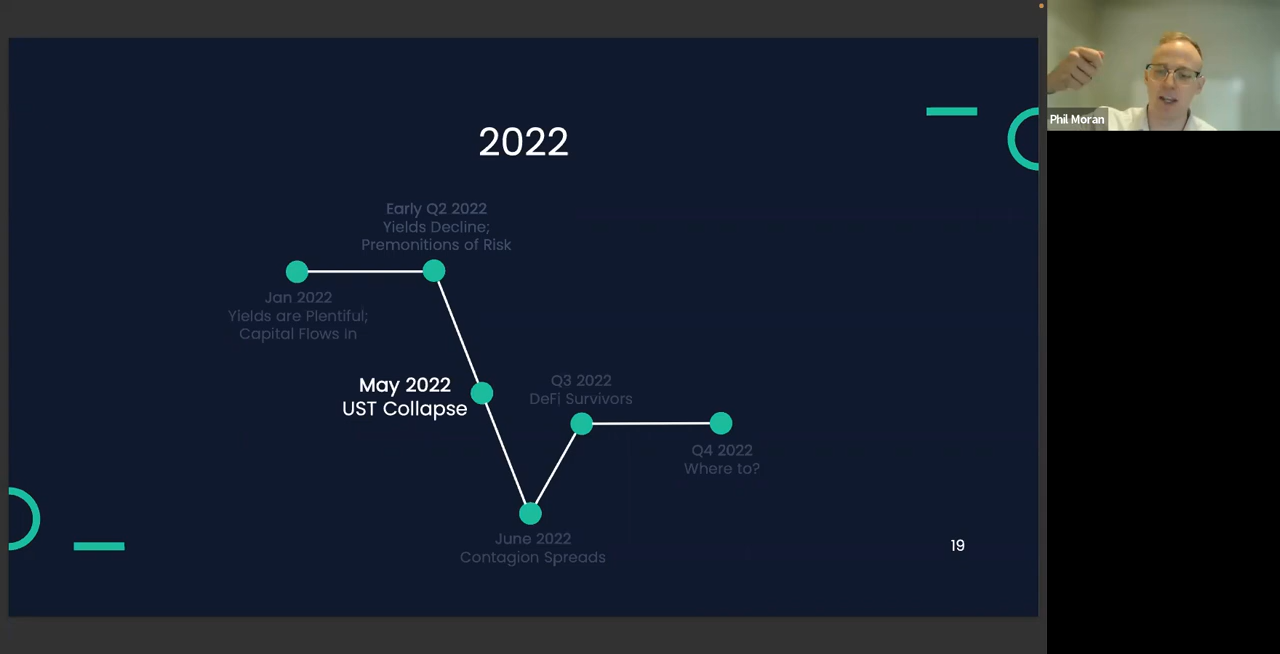 2022
Early Q2 2022
Yields Decline;
Premonitions of Risk
Jan 2022
Yields are Plentiful;
Capital Flows in
May 2022
UST Collapse
Q3 2022
DeFi Survivors
Q4 2022
Where to?
June 2022
Contagion Spreads
19
Phil Moran